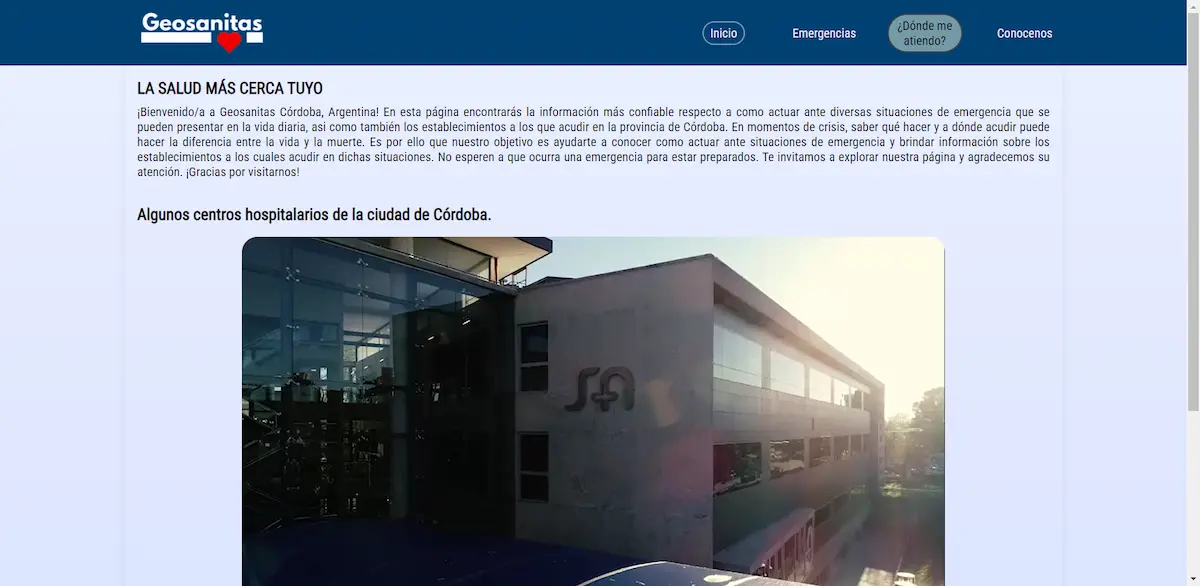 Geosanitas
Inicio
Emergencias
¿Dónde me
atiendo?
Conocenos
LA SALUD MÁS CERCA TUYO
¡Bienvenido/a a Geosanitas Córdoba, Argentina! En esta página encontrarás la información más confiable respecto a como actuar ante diversas situaciones de emergencia que se
pueden presentar en la vida diaria, asi como también los establecimientos a los que acudir en la provincia de Córdoba. En momentos de crisis, saber qué hacer y a dónde acudir puede
hacer la diferencia entre la vida y la muerte. Es por ello que nuestro objetivo es ayudarte a conocer como actuar ante situaciones de emergencia y brindar información sobre los
establecimientos a los cuales acudir en dichas situaciones. No esperen a que ocurra una emergencia para estar preparados. Te invitamos a explorar nuestra página y agradecemos su
atención. ¡Gracias por visitarnos!
Algunos centros hospitalarios de la ciudad de Córdoba.